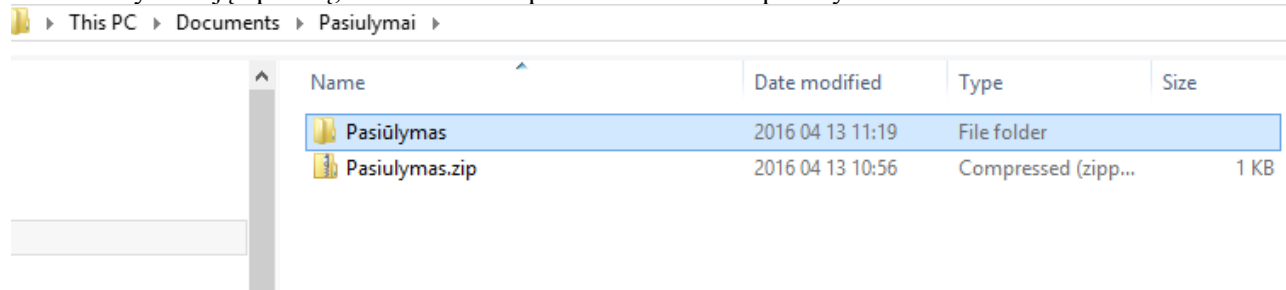 This PC Documents Pasiulymai
Name Date modified Type Size
Pasiūlymas 2016 04 13 11:19 File folder
Pasiulymas.zip 2016 04 13 10:56 Compressed (zipp... 1 KB